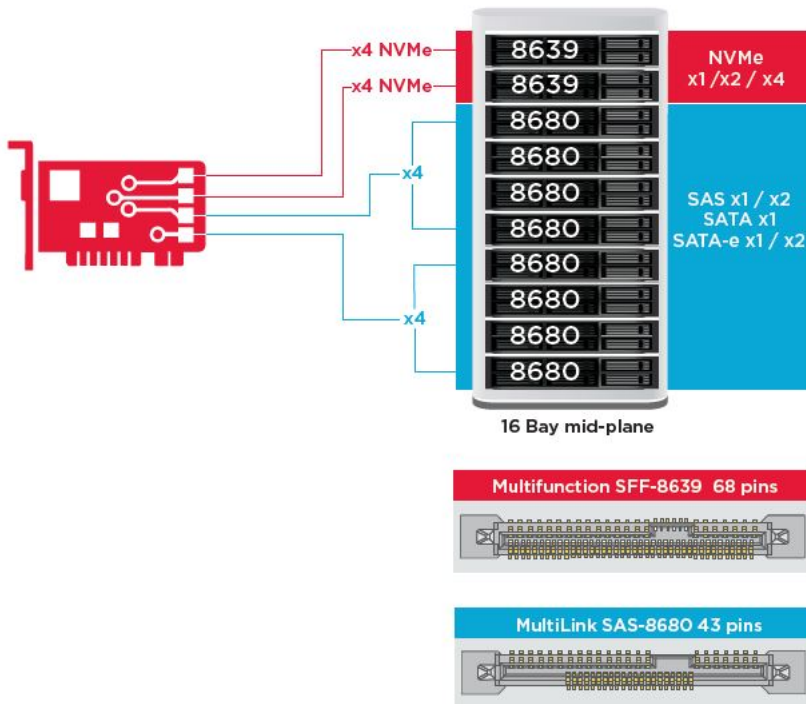 x4 NVMe
x4 NVMe
x4
x4
8639
8639
8680
8680
8680
8680
8680
8680
8680
8680
NVMe
x1 /x2 / x4
SAS x1 / x2
SATA x1
SATA-e x1 / x2
16 Bay mid-plane
Multifunction SFF-8639 68 pins
MultiLink SAS-8680 43 pins